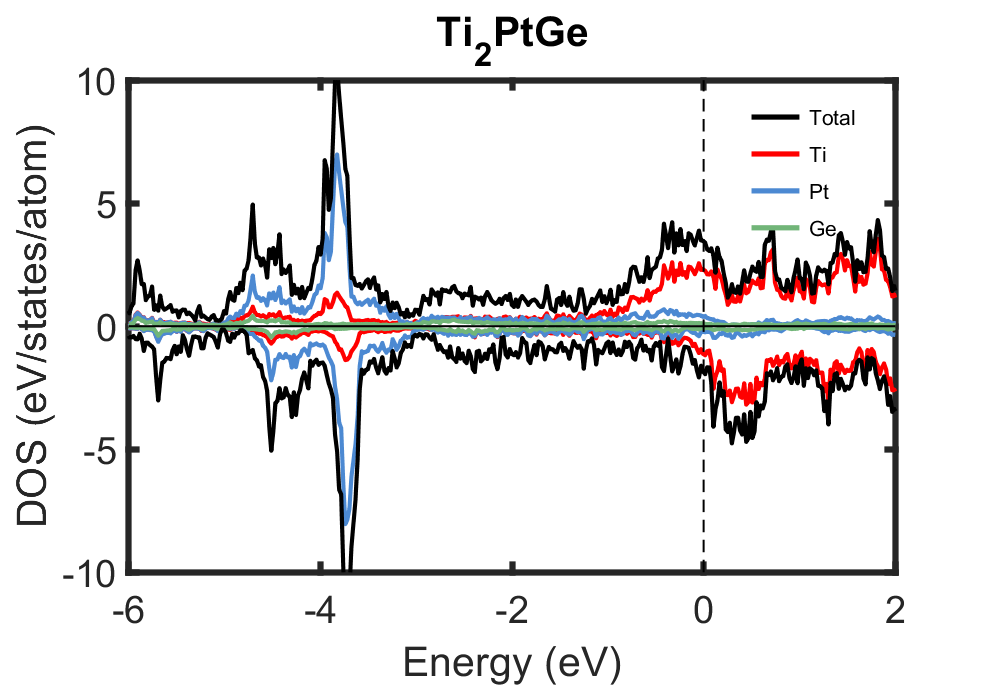 Ti2PtGe
DOS (eV/states/atom)
10
5
0
-5
-10
Total
Ti
Pt
Ge
-6
-4
-2
0
2
Energy (eV)